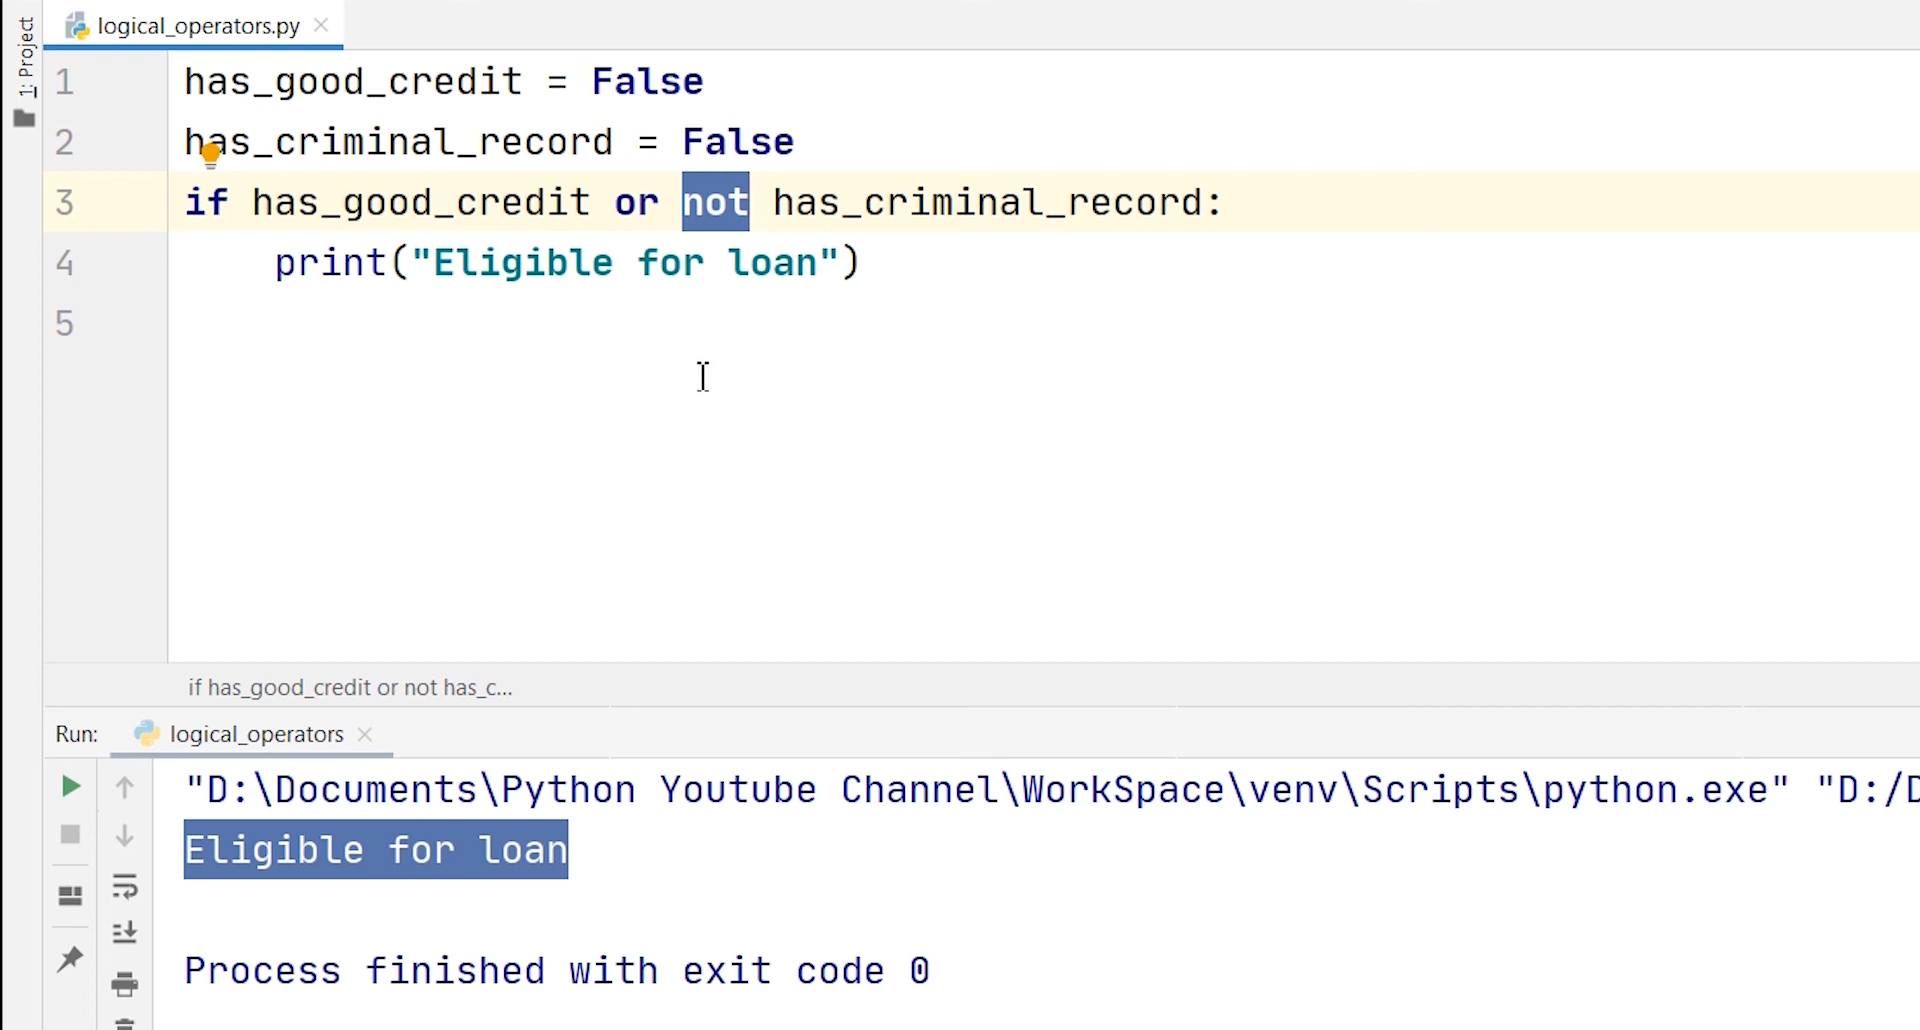 1: Project
logical_operators.py
1 has_good_credit = False
2 has_criminal_record = False
3 if has_good_credit or not has_criminal_record:
4     print("Eligible for loan")
5
if has_good_credit or not has_c...
Run: logical_operators
"D:\Documents\Python Youtube Channel\WorkSpace\venv\Scripts\python.exe" "D:/D
Eligible for loan
Process finished with exit code 0